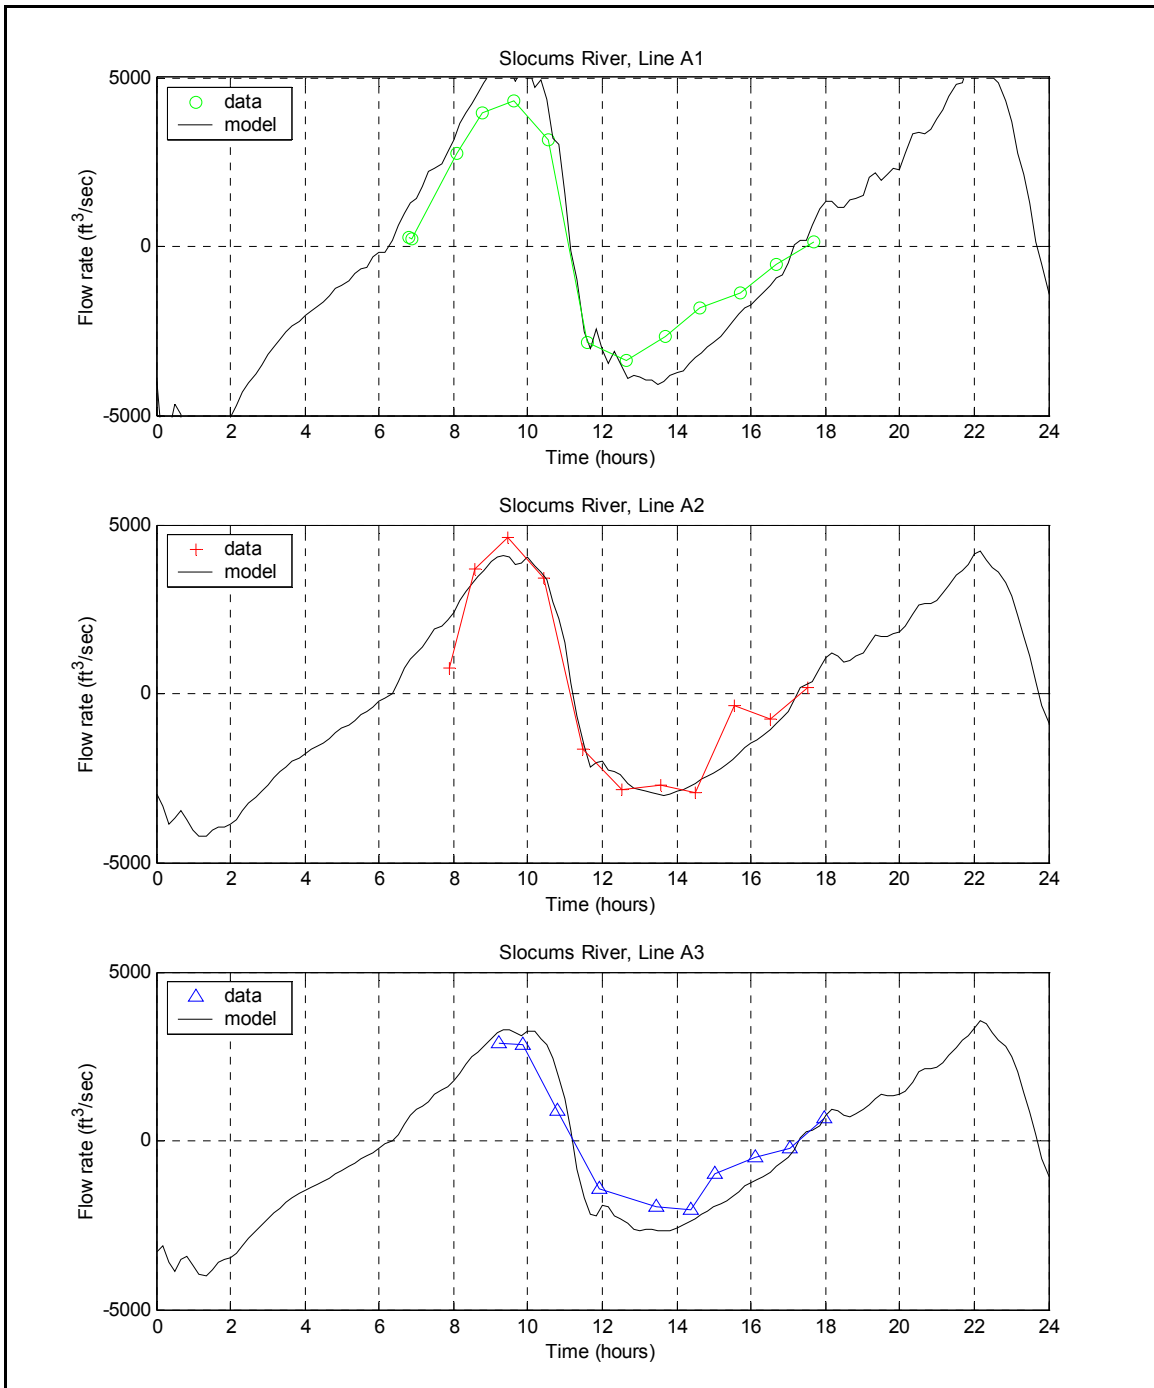 Slocums River, Line A1
5000
data
model
Flow rate (ft³/sec)
0
-5000
0 2 4 6 8 10 12 14 16 18 20 22 24
Time (hours)
Slocums River, Line A2
5000
data
model
Flow rate (ft³/sec)
0
-5000
0 2 4 6 8 10 12 14 16 18 20 22 24
Time (hours)
Slocums River, Line A3
5000
data
model
Flow rate (ft³/sec)
0
-5000
0 2 4 6 8 10 12 14 16 18 20 22 24
Time (hours)